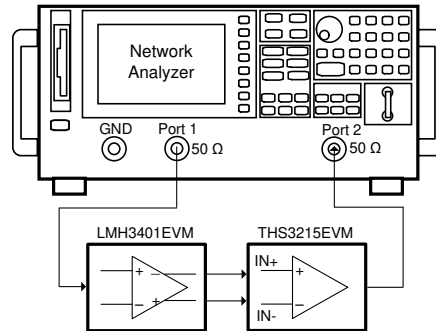 Network
Analyzer
GND
Port 1
50 Ω
Port 2
50 Ω
LMH3401EVM
THS3215EVM
+
−
−
+
IN+
IN-
+
−